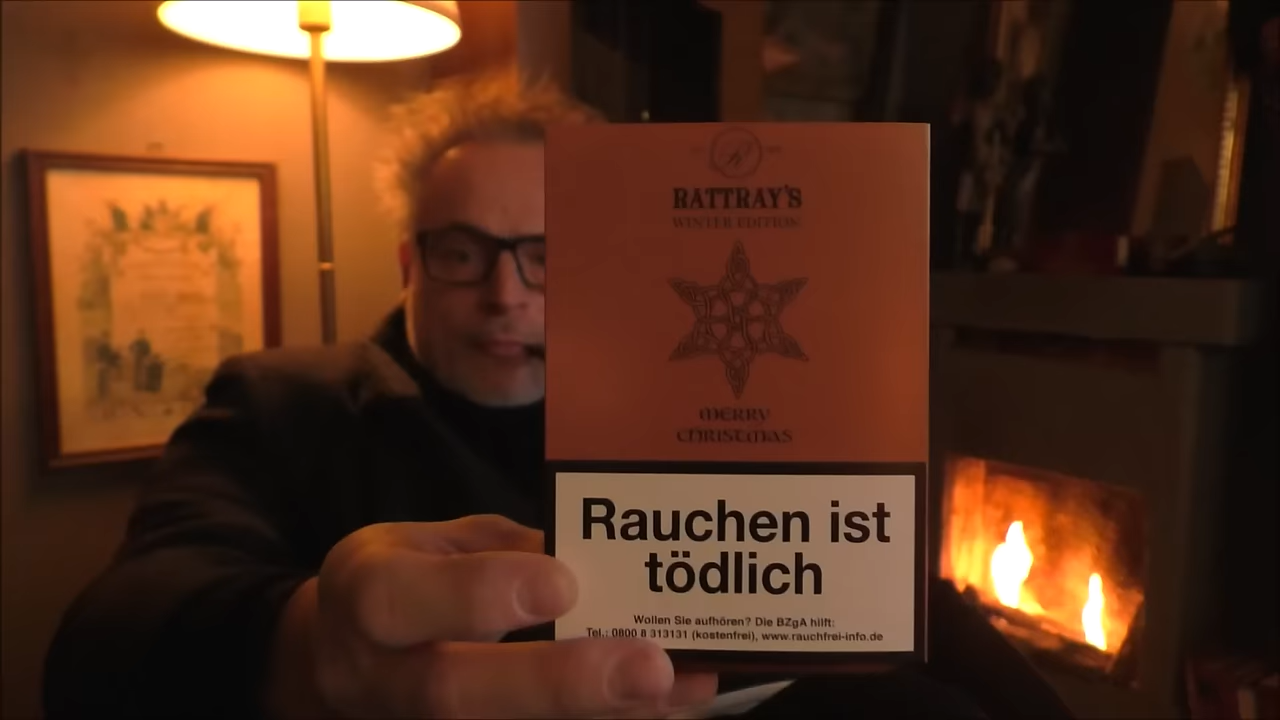 RATTRAY'S
WINTER EDITION
MERRY
CHRISTMAS
Rauchen ist
tödlich
Wollen Sie aufhören? Die BZgA hilft:
Tel.: 0800 8 313131 (kostenfrei), www.rauchfrei-info.de